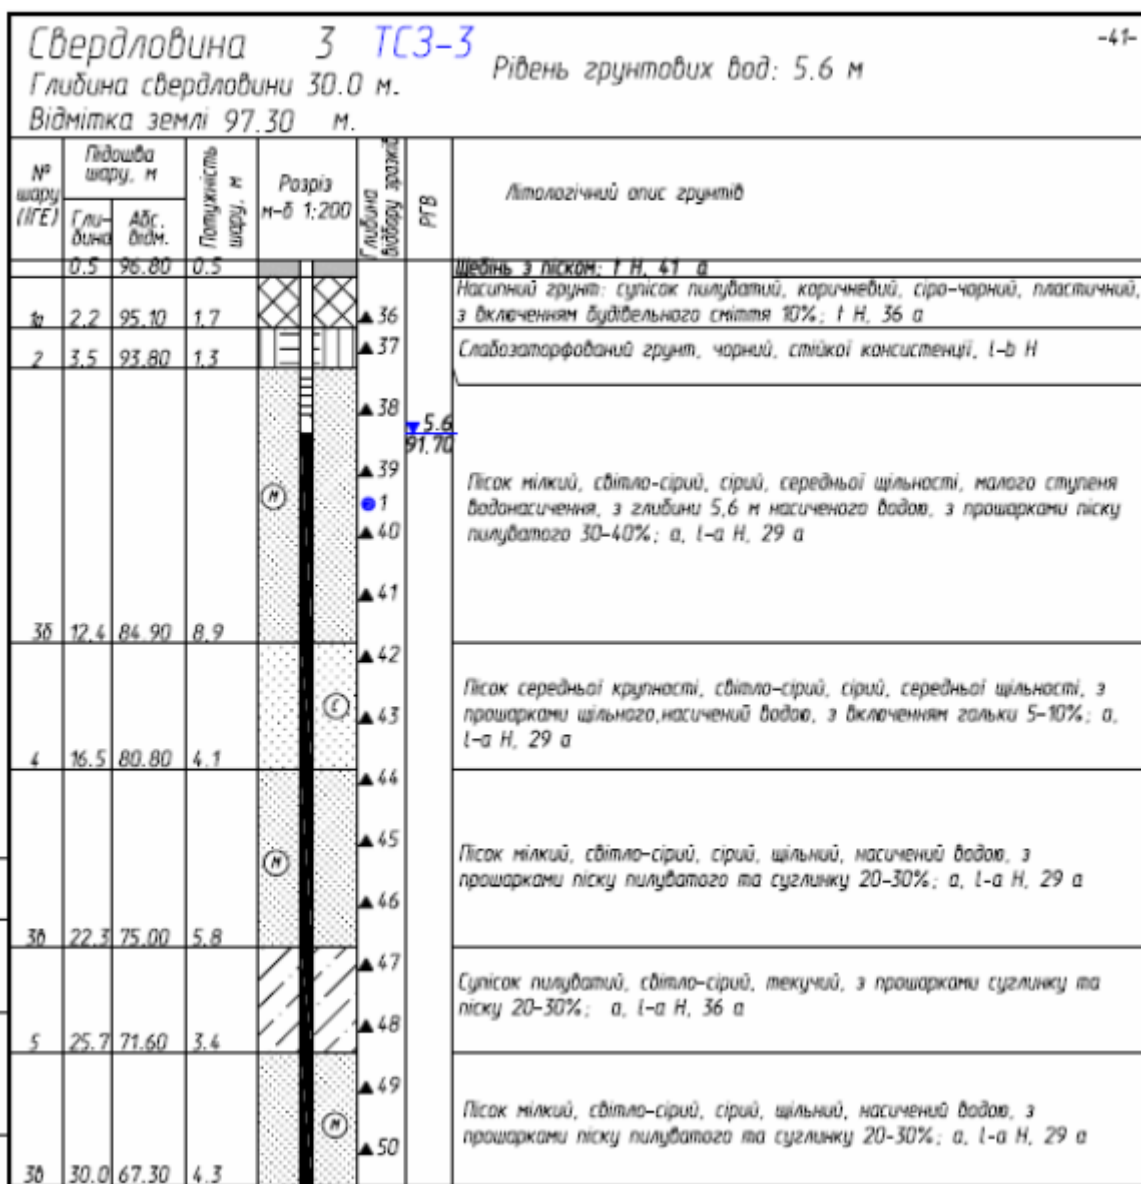 Свердловина 3 ТСЗ-3
-41-
Глибина свердловини 30.0 м.
Рівень грунтових вод: 5.6 м
Відмітка землі 97.30 м.
№ шару (ІГЕ)
Підошва шару, м
Глибина
Абс. відм.
Потужність шару, м
Розріз м-б 1:200
Глибина відбору зразків
РГВ
Літологічний опис грунтів
0.5 96.80 0.5
Щебінь з піском; t H, 41 а
Насипний грунт: супісок пилуватий, коричневий, сіро-чорний, пластичний,
з включенням будівельного сміття 10%; t H, 36 а
1а 2.2 95.10 1.7
36
37
Слабозаторфований грунт, чорний, стійкої консистенції, l-b H
2 3.5 93.80 1.3
38
5.6
91.70
39
М
1
40
41
Пісок мілкий, світло-сірий, сірий, середньої щільності, малого ступеня
водонасичення, з глибини 5,6 м насиченого водою, з прошарками піску
пилуватого 30-40%; а, l-а H, 29 а
3б 12.4 84.90 8.9
42
С
43
Пісок середньої крупності, світло-сірий, сірий, середньої щільності, з
прошарками щільного,насичений водою, з включенням гальки 5-10%; а,
l-а H, 29 а
4 16.5 80.80 4.1
44
45
М
46
Пісок мілкий, світло-сірий, сірий, щільний, насичений водою, з
прошарками піску пилуватого та суглинку 20-30%; а, l-а H, 29 а
3в 22.3 75.00 5.8
47
48
Супісок пилуватий, світло-сірий, текучий, з прошарками суглинку та
піску 20-30%; а, l-а H, 36 а
5 25.7 71.60 3.4
49
М
50
Пісок мілкий, світло-сірий, сірий, щільний, насичений водою, з
прошарками піску пилуватого та суглинку 20-30%; а, l-а H, 29 а
3в 30.0 67.30 4.3